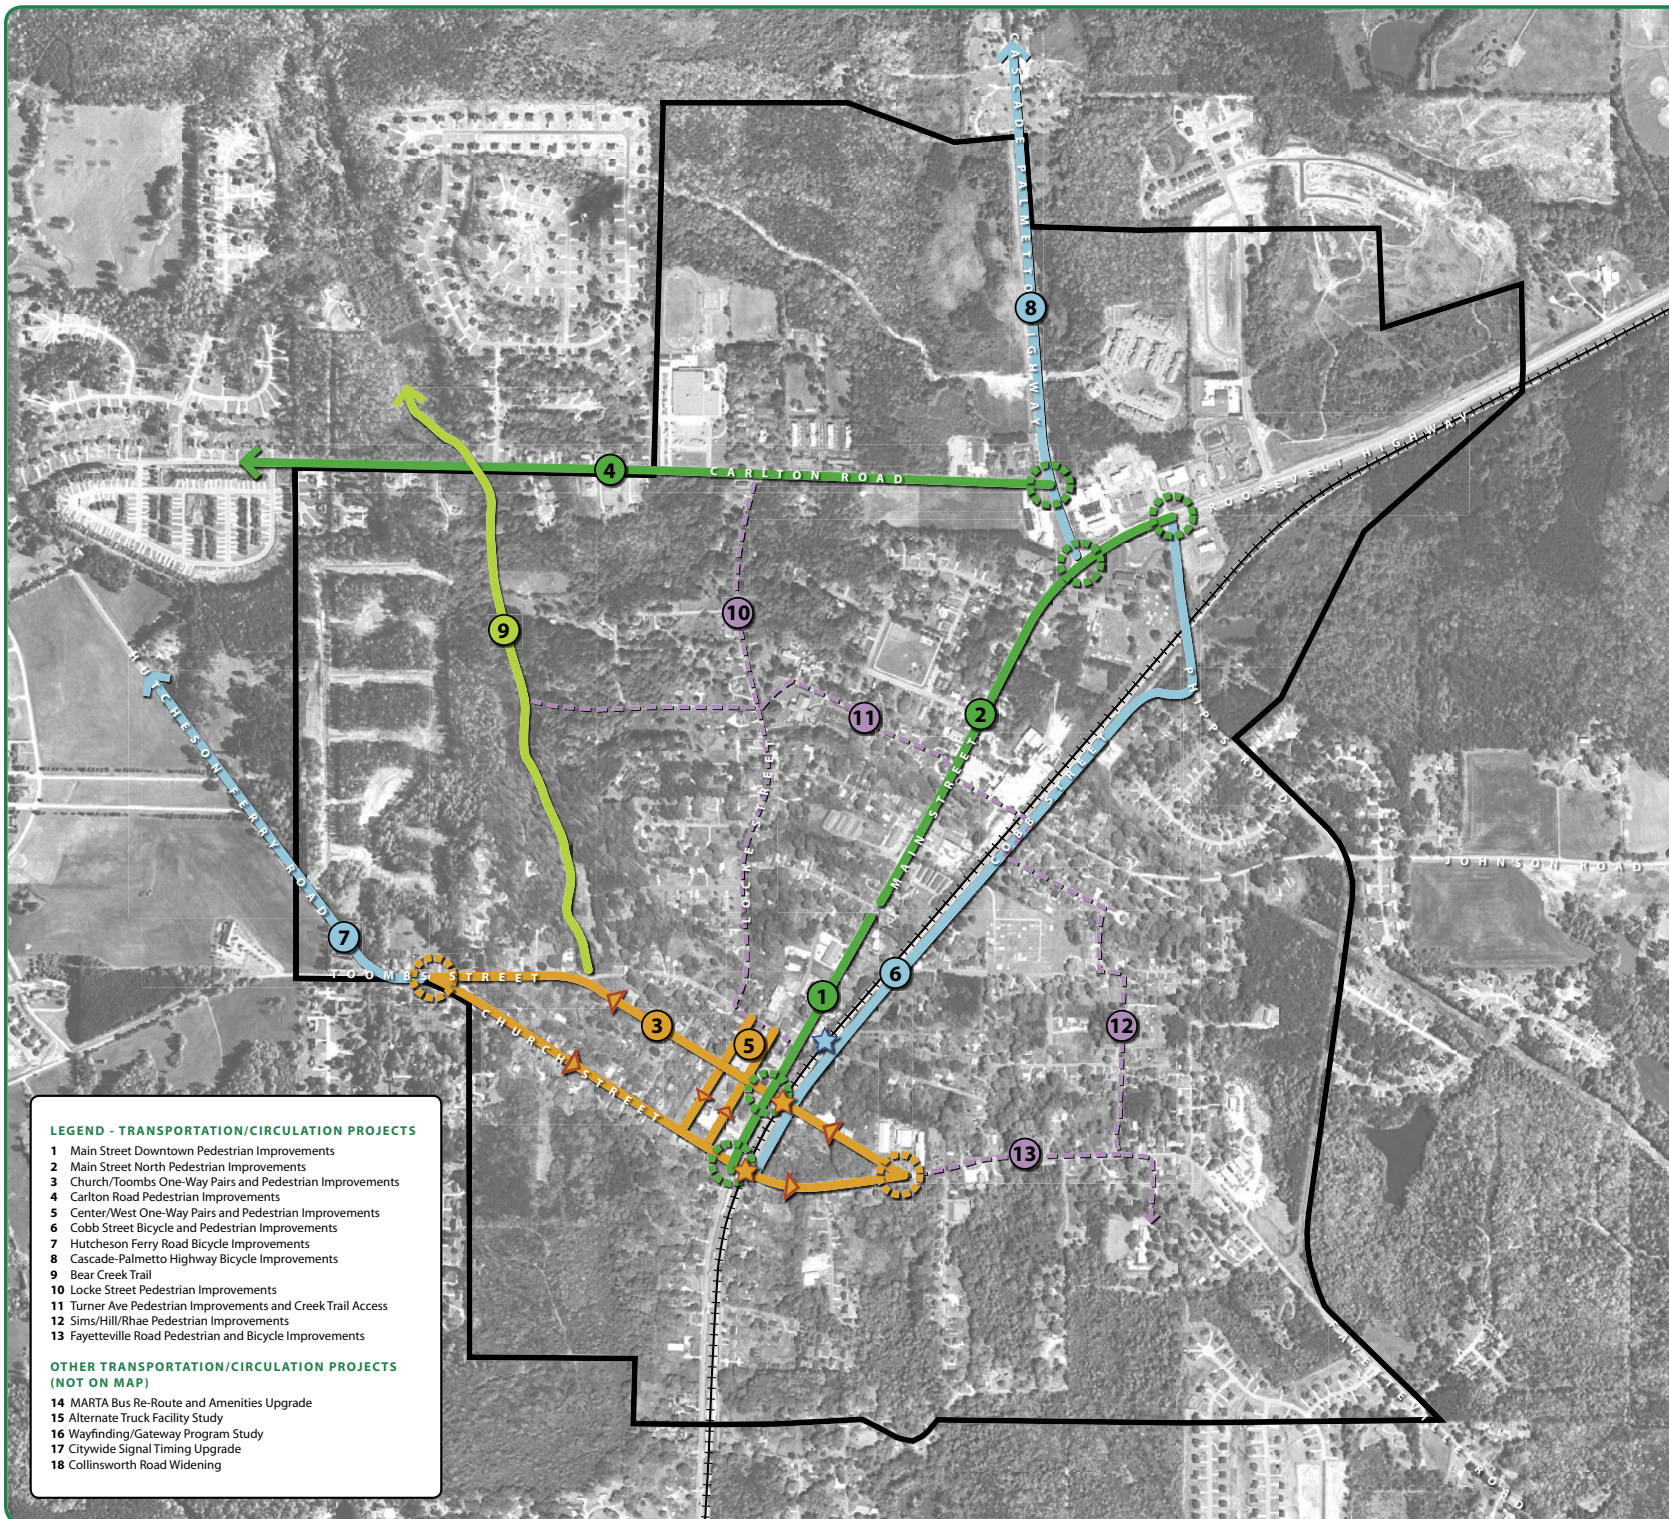 CASCADE PALMETTO HIGHWAY
8
CARLTON ROAD
4
ROOSEVELT HIGHWAY
10
9
HUTCHESON FERRY ROAD
11
2
PHIPPS ROAD
MAIN STREET
COBB STREET
LOCKE STREET
JOHNSON ROAD
7
TOOMBS STREET
6
1
3
5
12
CHURCH STREET
13
FAYETTEVILLE ROAD
LEGEND - TRANSPORTATION/CIRCULATION PROJECTS
1 Main Street Downtown Pedestrian Improvements
2 Main Street North Pedestrian Improvements
3 Church/Toombs One-Way Pairs and Pedestrian Improvements
4 Carlton Road Pedestrian Improvements
5 Center/West One-Way Pairs and Pedestrian Improvements
6 Cobb Street Bicycle and Pedestrian Improvements
7 Hutcheson Ferry Road Bicycle Improvements
8 Cascade-Palmetto Highway Bicycle Improvements
9 Bear Creek Trail
10 Locke Street Pedestrian Improvements
11 Turner Ave Pedestrian Improvements and Creek Trail Access
12 Sims/Hill/Rhae Pedestrian Improvements
13 Fayetteville Road Pedestrian and Bicycle Improvements
OTHER TRANSPORTATION/CIRCULATION PROJECTS
(NOT ON MAP)
14 MARTA Bus Re-Route and Amenities Upgrade
15 Alternate Truck Facility Study
16 Wayfinding/Gateway Program Study
17 Citywide Signal Timing Upgrade
18 Collinsworth Road Widening